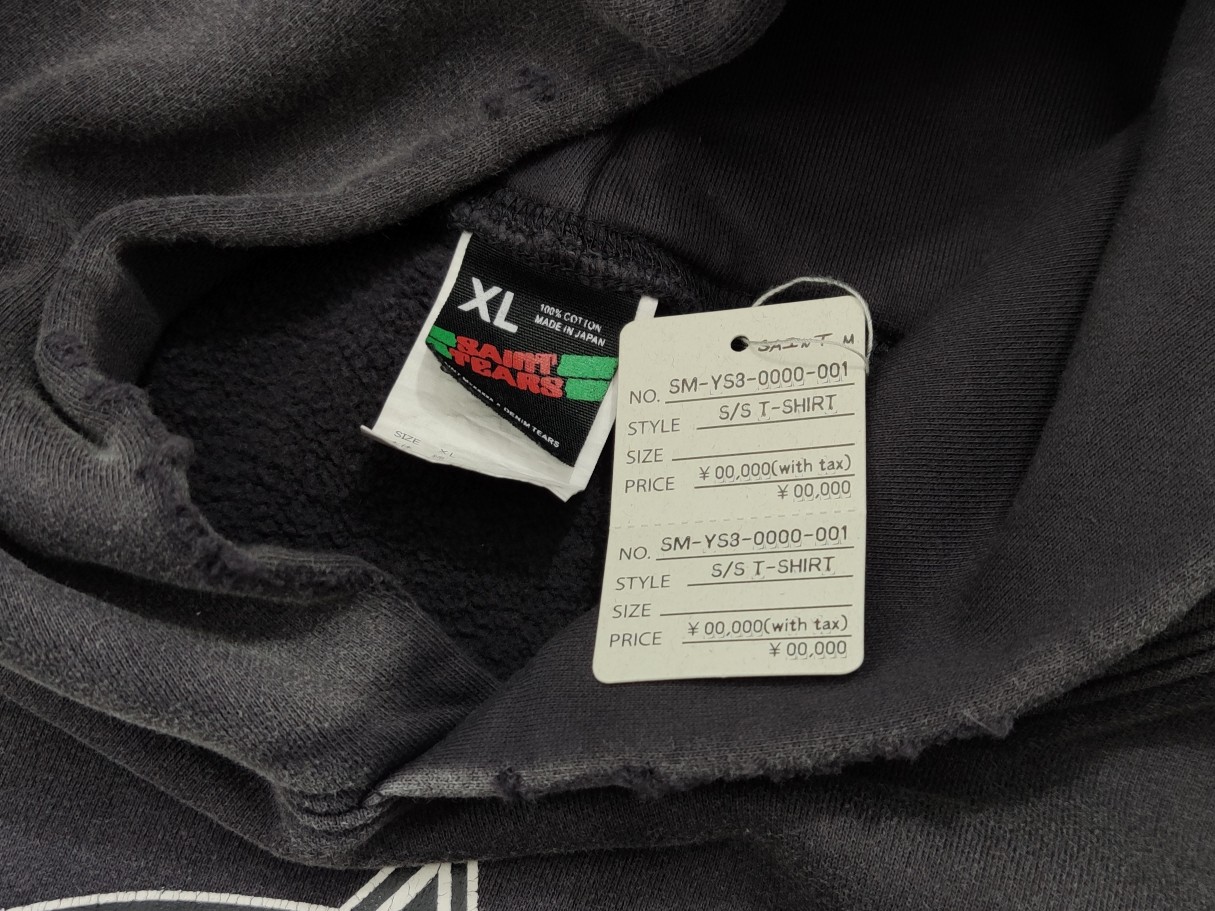 XL
100% COTTON
MADE IN JAPAN
SAINT
TEARS
DENIM TEARS
SIZE XL
SAINT M
NO. SM-YS3-0000-001
STYLE S/S T-SHIRT
SIZE
PRICE ¥00,000(with tax)
¥00,000
NO. SM-YS3-0000-001
STYLE S/S T-SHIRT
SIZE
PRICE ¥00,000(with tax)
¥00,000